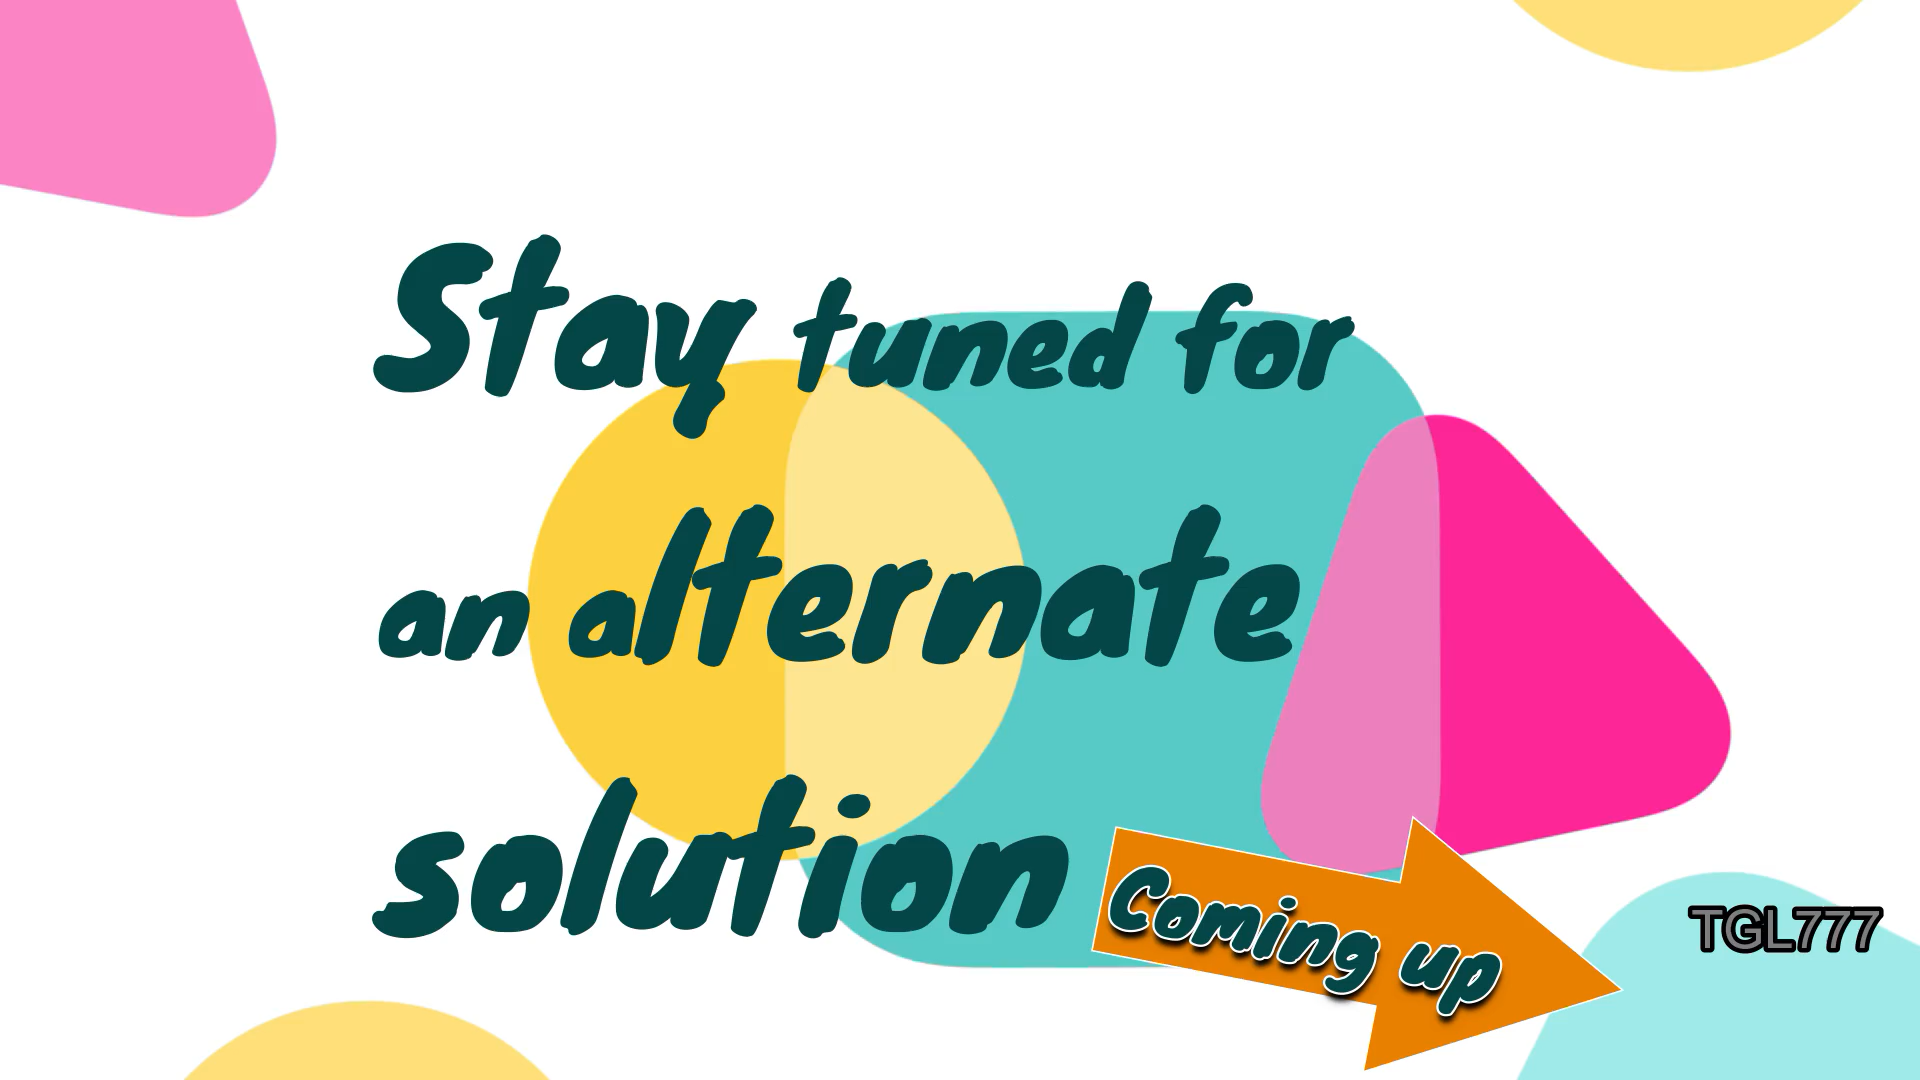 Stay tuned for
an alternate
solution
Coming up
TGL777